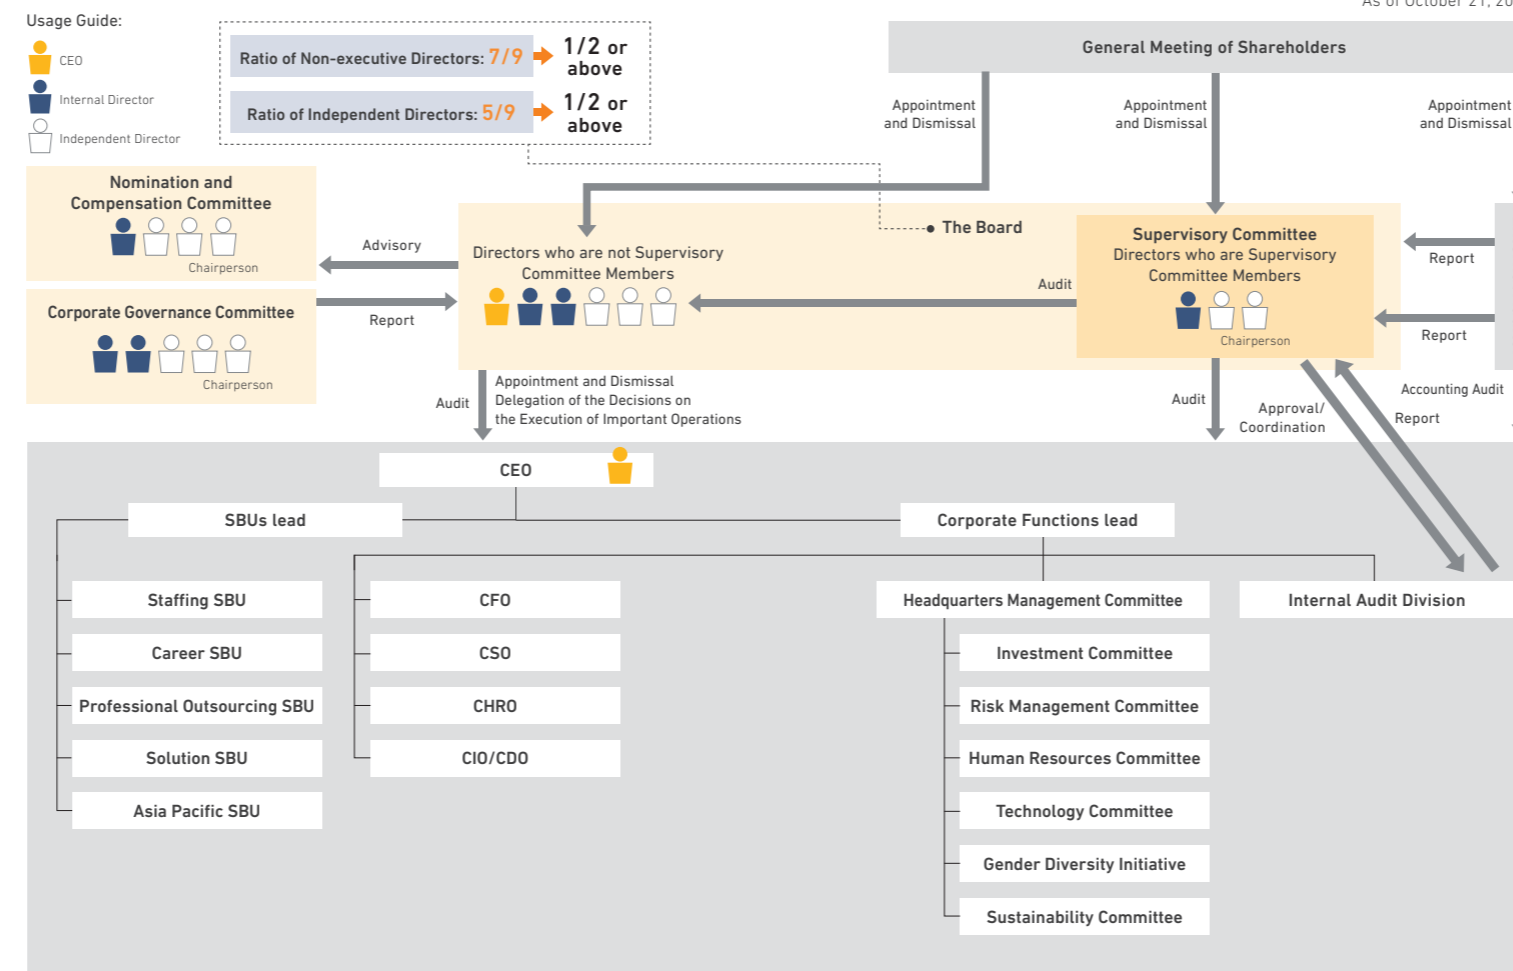 As of October 21, 20
Usage Guide:
CEO
Internal Director
Independent Director
Ratio of Non-executive Directors: 7/9
1/2 or
above
Ratio of Independent Directors: 5/9
1/2 or
above
General Meeting of Shareholders
Appointment
and Dismissal
Appointment
and Dismissal
Appointment
and Dismissal
Nomination and
Compensation Committee
Chairperson
Advisory
Corporate Governance Committee
Chairperson
Report
The Board
Directors who are not Supervisory
Committee Members
Audit
Supervisory Committee
Directors who are Supervisory
Committee Members
Chairperson
Report
Report
Audit
Appointment and Dismissal
Delegation of the Decisions on
the Execution of Important Operations
Audit
Approval/
Coordination
Accounting Audit
Report
CEO
SBUs lead
Corporate Functions lead
Staffing SBU
Career SBU
Professional Outsourcing SBU
Solution SBU
Asia Pacific SBU
CFO
CSO
CHRO
CIO/CDO
Headquarters Management Committee
Investment Committee
Risk Management Committee
Human Resources Committee
Technology Committee
Gender Diversity Initiative
Sustainability Committee
Internal Audit Division